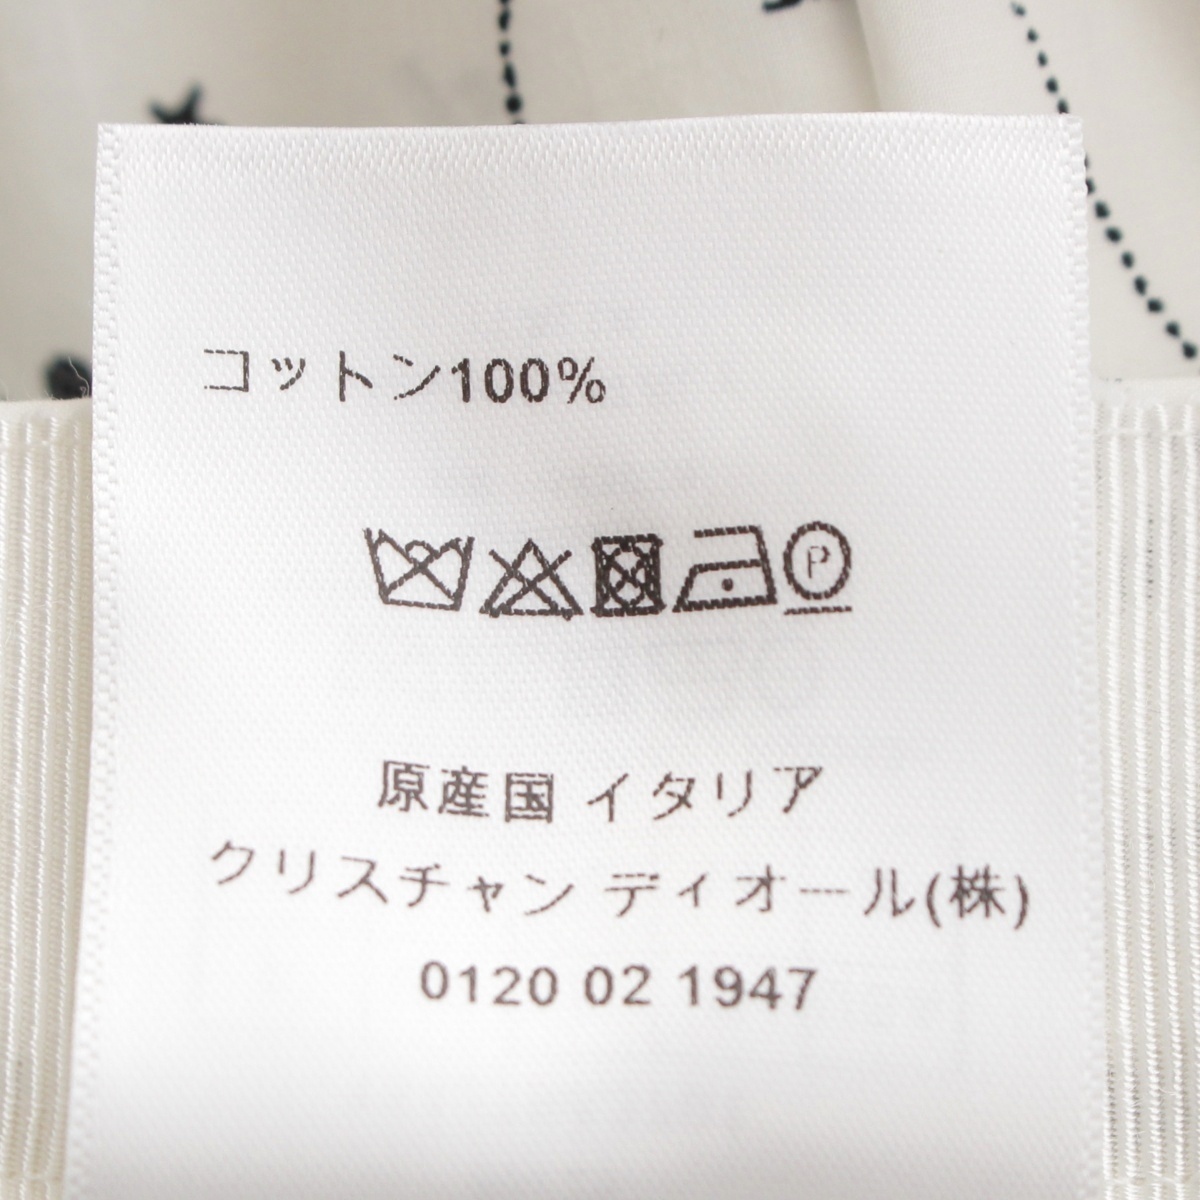 コットン100%
P
原産国 イタリア
クリスチャン ディオール(株)
0120 02 1947